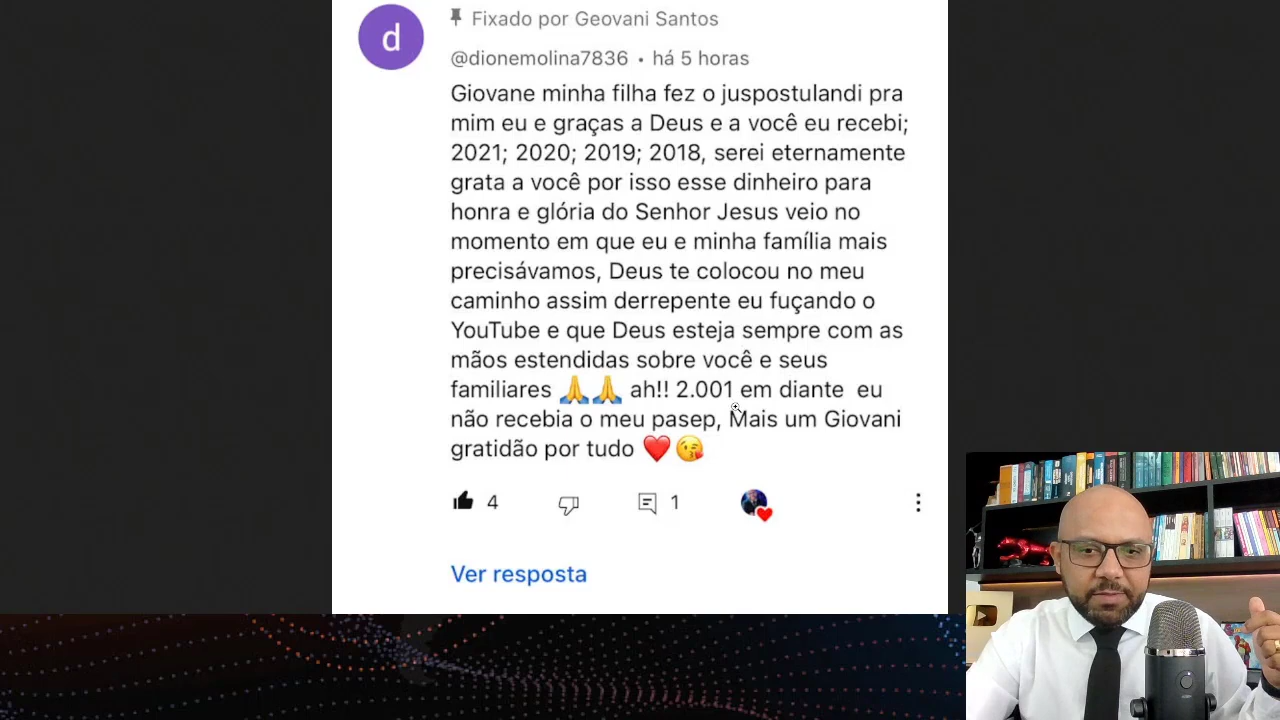 d
Fixado por Geovani Santos
@dionemolina7836 • há 5 horas
Giovane minha filha fez o juspostulandi pra
mim eu e graças a Deus e a você eu recebi;
2021; 2020; 2019; 2018, serei eternamente
grata a você por isso esse dinheiro para
honra e glória do Senhor Jesus veio no
momento em que eu e minha família mais
precisávamos, Deus te colocou no meu
caminho assim derrepente eu fuçando o
YouTube e que Deus esteja sempre com as
mãos estendidas sobre você e seus
familiares 🙏🙏 ah!! 2.001 em diante eu
não recebia o meu pasep, Mais um Giovani
gratidão por tudo ❤️😘
4
1
Ver resposta